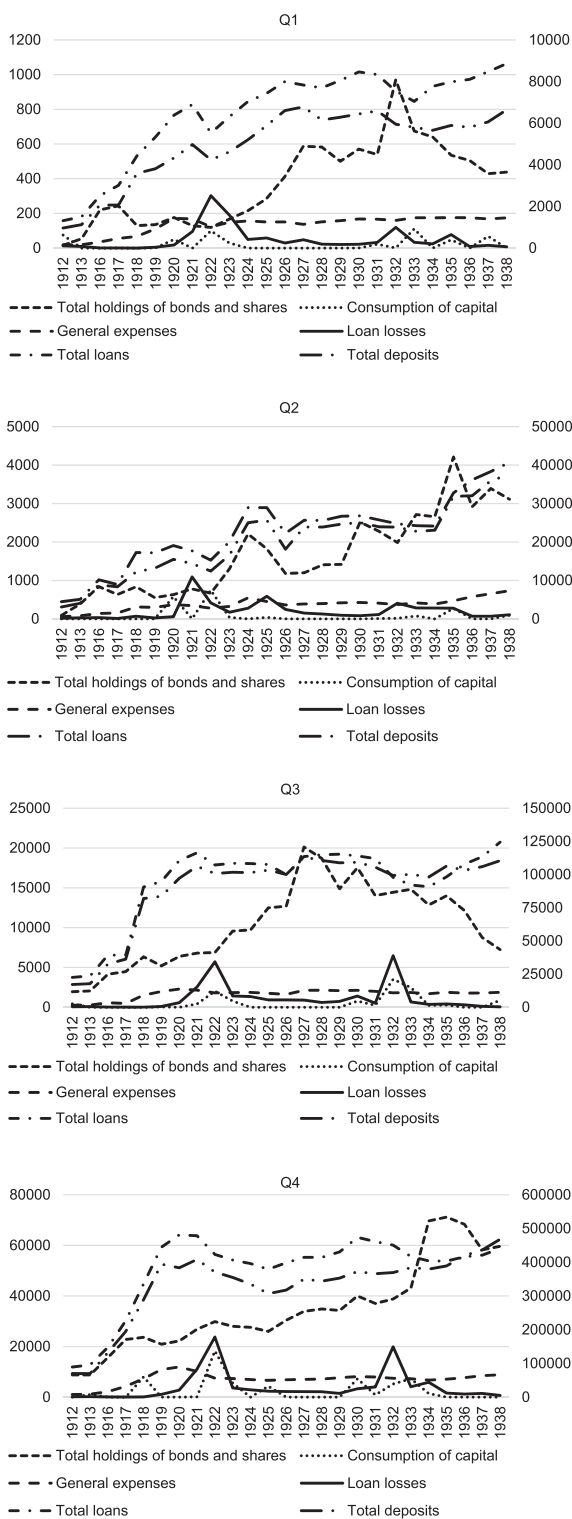 Q1
1200 10000
1000 8000
800 6000
600 4000
400 2000
200 0
0
1912 1913 1916 1917 1918 1919 1920 1921 1922 1923 1924 1925 1926 1927 1928 1929 1930 1931 1932 1933 1934 1935 1936 1937 1938
Total holdings of bonds and shares Consumption of capital
General expenses Loan losses
Total loans Total deposits
Q2
5000 50000
4000 40000
3000 30000
2000 20000
1000 10000
0 0
1912 1913 1916 1917 1918 1919 1920 1921 1922 1923 1924 1925 1926 1927 1928 1929 1930 1931 1932 1933 1934 1935 1936 1937 1938
Total holdings of bonds and shares Consumption of capital
General expenses Loan losses
Total loans Total deposits
Q3
25000 150000
20000 125000
15000 100000
10000 75000
5000 50000
0 25000
0
1912 1913 1916 1917 1918 1919 1920 1921 1922 1923 1924 1925 1926 1927 1928 1929 1930 1931 1932 1933 1934 1935 1936 1937 1938
Total holdings of bonds and shares Consumption of capital
General expenses Loan losses
Total loans Total deposits
Q4
80000 600000
60000 500000
40000 400000
20000 300000
0 200000
100000
0
1912 1913 1916 1917 1918 1919 1920 1921 1922 1923 1924 1925 1926 1927 1928 1929 1930 1931 1932 1933 1934 1935 1936 1937 1938
Total holdings of bonds and shares Consumption of capital
General expenses Loan losses
Total loans Total deposits